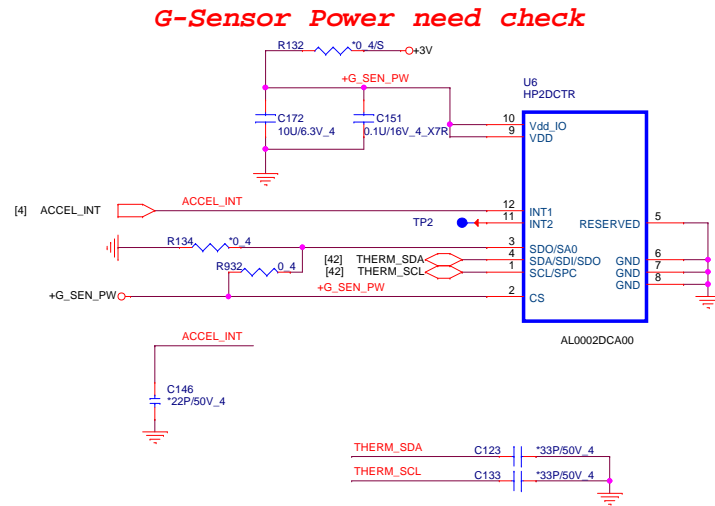 G-Sensor Power need check
R132 *0_4/S +3V
+G_SEN_PW
U6
HP2DCTR
C172
10U/6.3V_4
C151
0.1U/16V_4_X7R
10 Vdd_IO
9 VDD
[4] ACCEL_INT ACCEL_INT 12 INT1
TP2 11 INT2 RESERVED 5
R134 *0_4 3 SDO/SA0
[42] THERM_SDA 4 SDA/SDI/SDO GND 6
R932 0_4 [42] THERM_SCL 1 SCL/SPC GND 7
GND 8
+G_SEN_PW +G_SEN_PW 2 CS
AL0002DCA00
ACCEL_INT
C146
*22P/50V_4
THERM_SDA C123 *33P/50V_4
THERM_SCL C133 *33P/50V_4